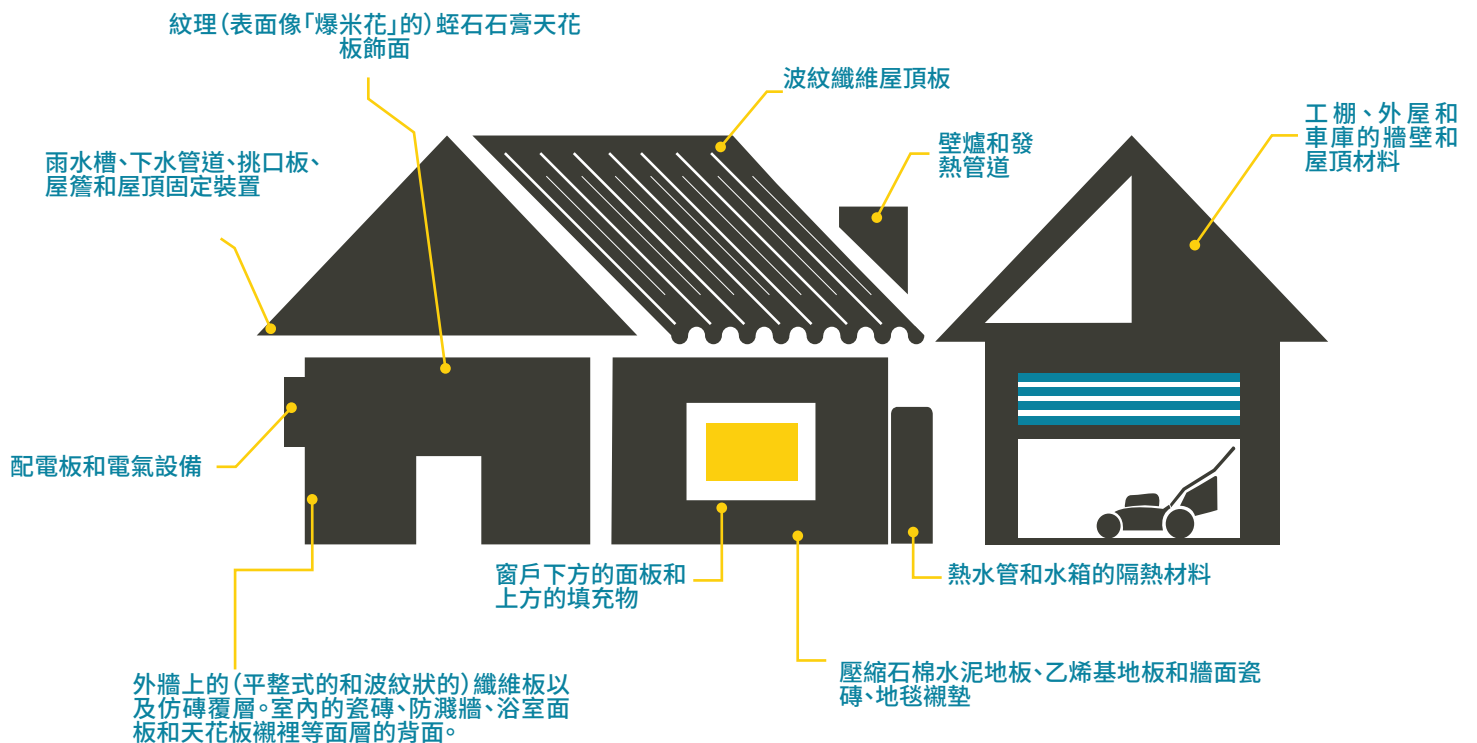 紋理(表面像「爆米花」的)蛭石石膏天花
板飾面
波紋纖維屋頂板
工棚、外屋和
車庫的牆壁和
屋頂材料
壁爐和發
熱管道
雨水槽、下水管道、挑口板、
屋簷和屋頂固定裝置
配電板和電氣設備
窗戶下方的面板和
上方的填充物
熱水管和水箱的隔熱材料
壓縮石棉水泥地板、乙烯基地板和牆面瓷
磚、地毯襯墊
外牆上的(平整式的和波紋狀的)纖維板以
及仿磚覆層。室內的瓷磚、防濺牆、浴室面
板和天花板襯裡等面層的背面。